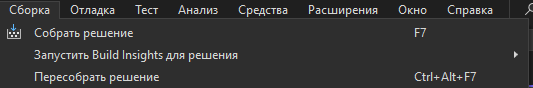 Сборка Отладка Тест Анализ Средства Расширения Окно Справка
Собрать решение F7
Запустить Build Insights для решения
Пересобрать решение Ctrl+Alt+F7